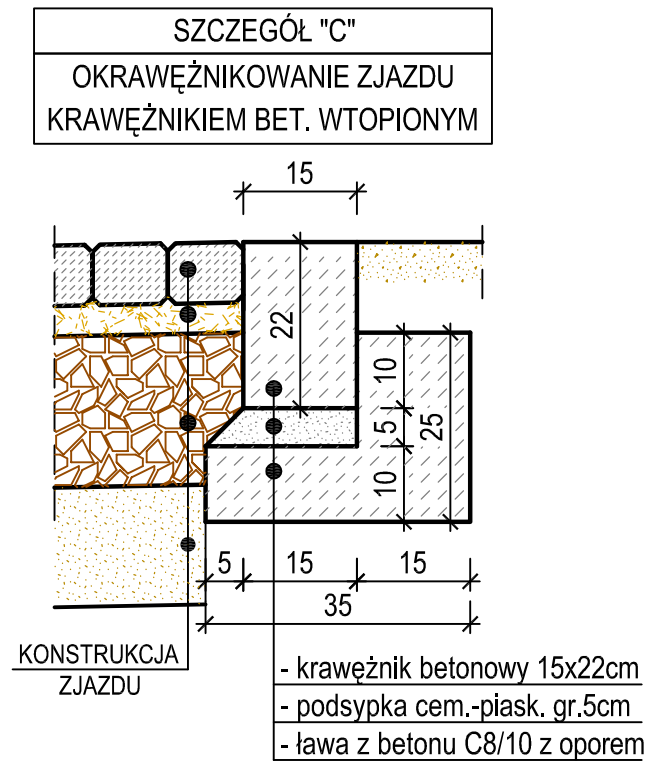 SZCZEGÓŁ "C"
OKRAWĘŻNIKOWANIE ZJAZDU
KRAWĘŻNIKIEM BET. WTOPIONYM
15
22
10
5
25
10
5 15 15
35
KONSTRUKCJA
ZJAZDU
- krawężnik betonowy 15x22cm
- podsypka cem.-piask. gr.5cm
- ława z betonu C8/10 z oporem